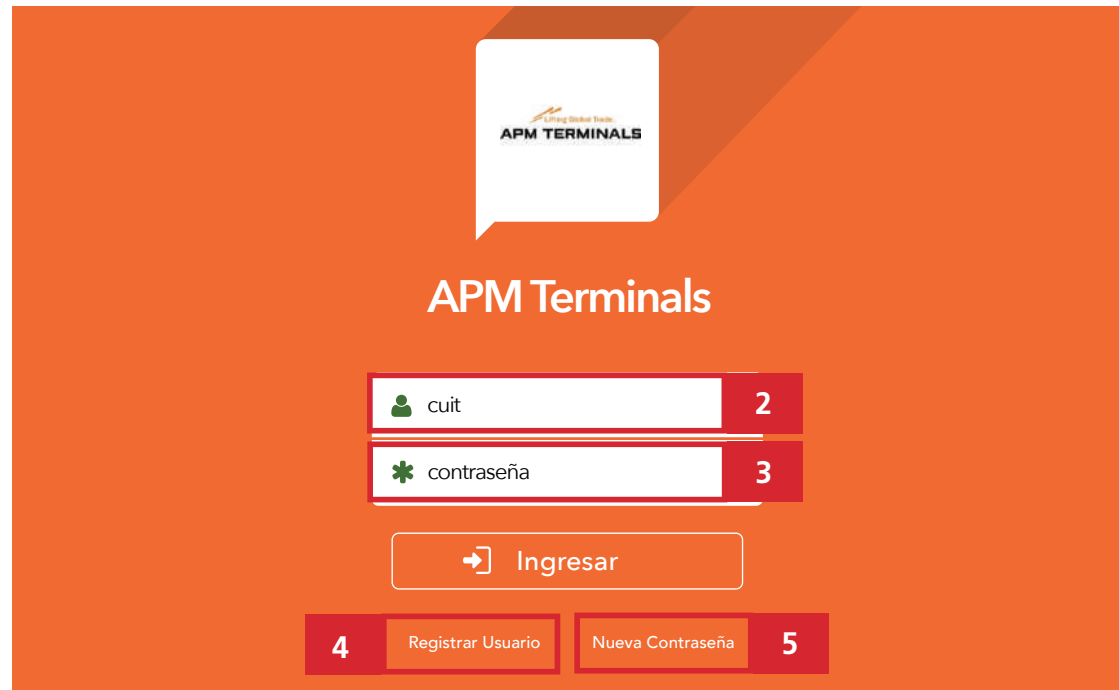 Lifting Global Trade.
APM TERMINALS
APM Terminals
cuit 2
contraseña 3
Ingresar
4 Registrar Usuario Nueva Contraseña 5